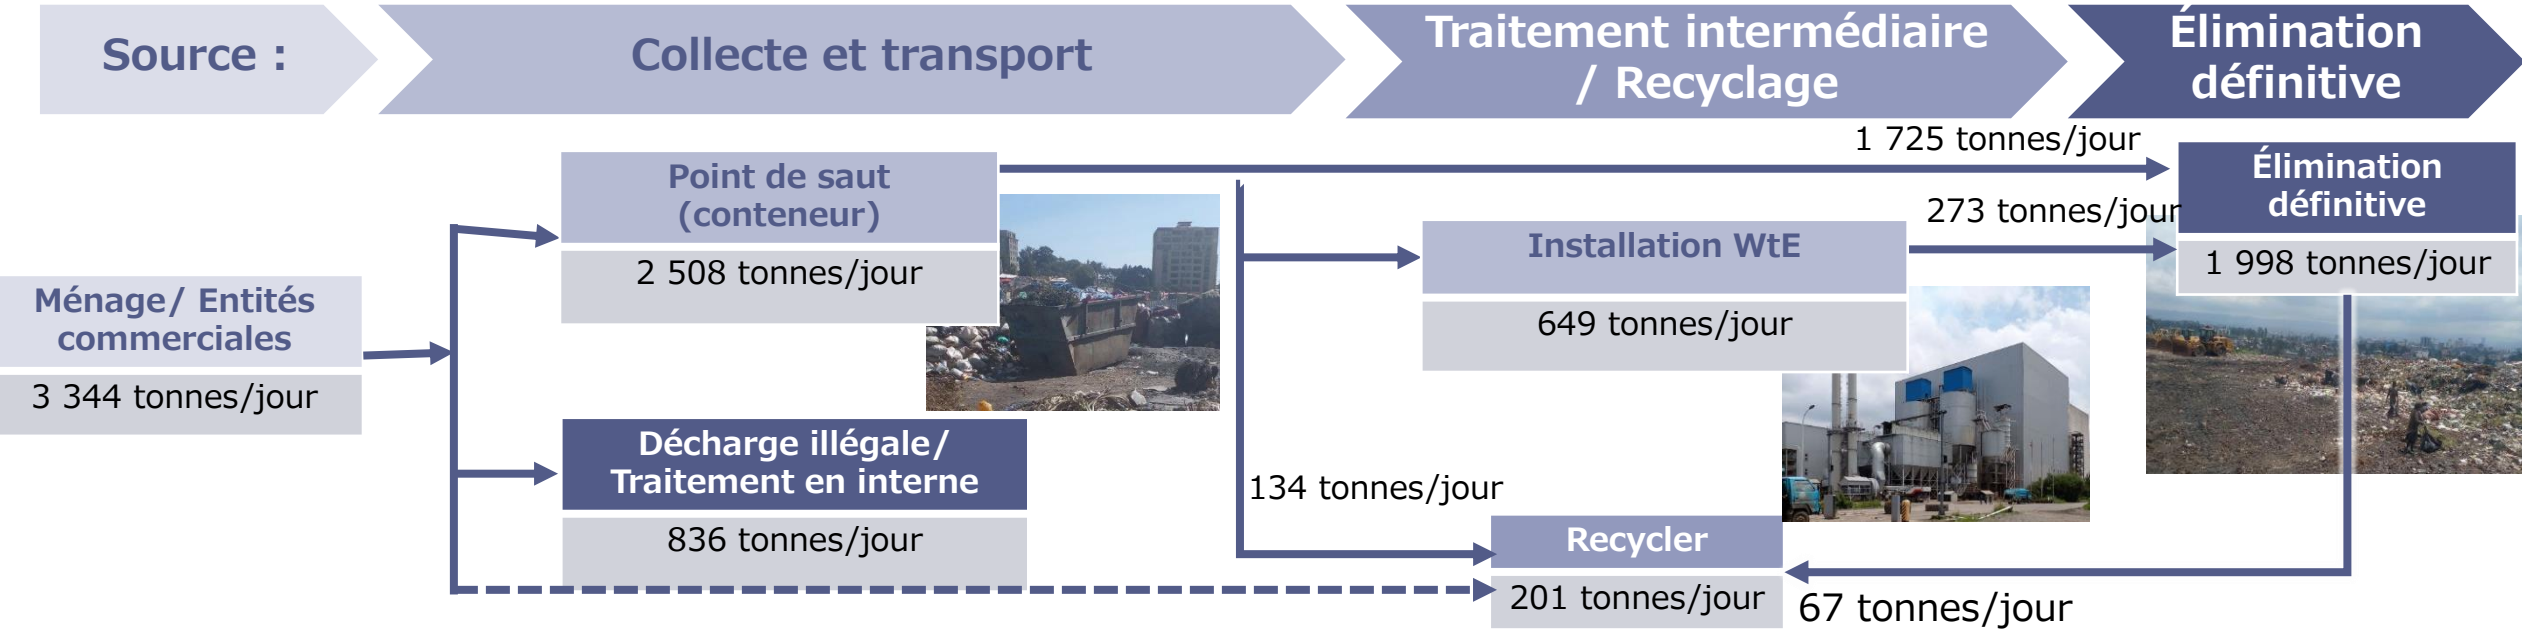 Source :
Collecte et transport
Traitement intermédiaire
/ Recyclage
Élimination
définitive
1 725 tonnes/jour
Point de saut
(conteneur)
2 508 tonnes/jour
Élimination
définitive
1 998 tonnes/jour
273 tonnes/jour
Installation WtE
649 tonnes/jour
Ménage/ Entités
commerciales
3 344 tonnes/jour
Décharge illégale/
Traitement en interne
836 tonnes/jour
134 tonnes/jour
Recycler
201 tonnes/jour
67 tonnes/jour